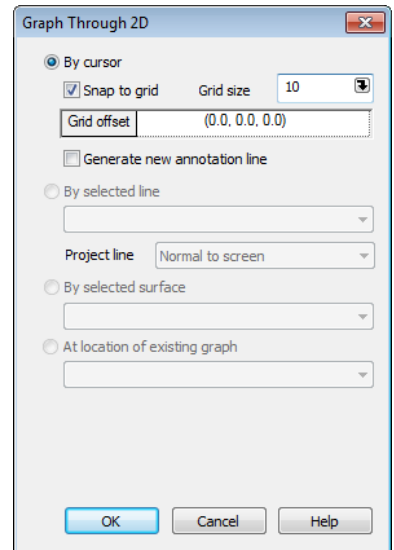 Graph Through 2D
By cursor
Snap to grid Grid size 10
Grid offset (0.0, 0.0, 0.0)
Generate new annotation line
By selected line
Project line Normal to screen
By selected surface
At location of existing graph
OK Cancel Help